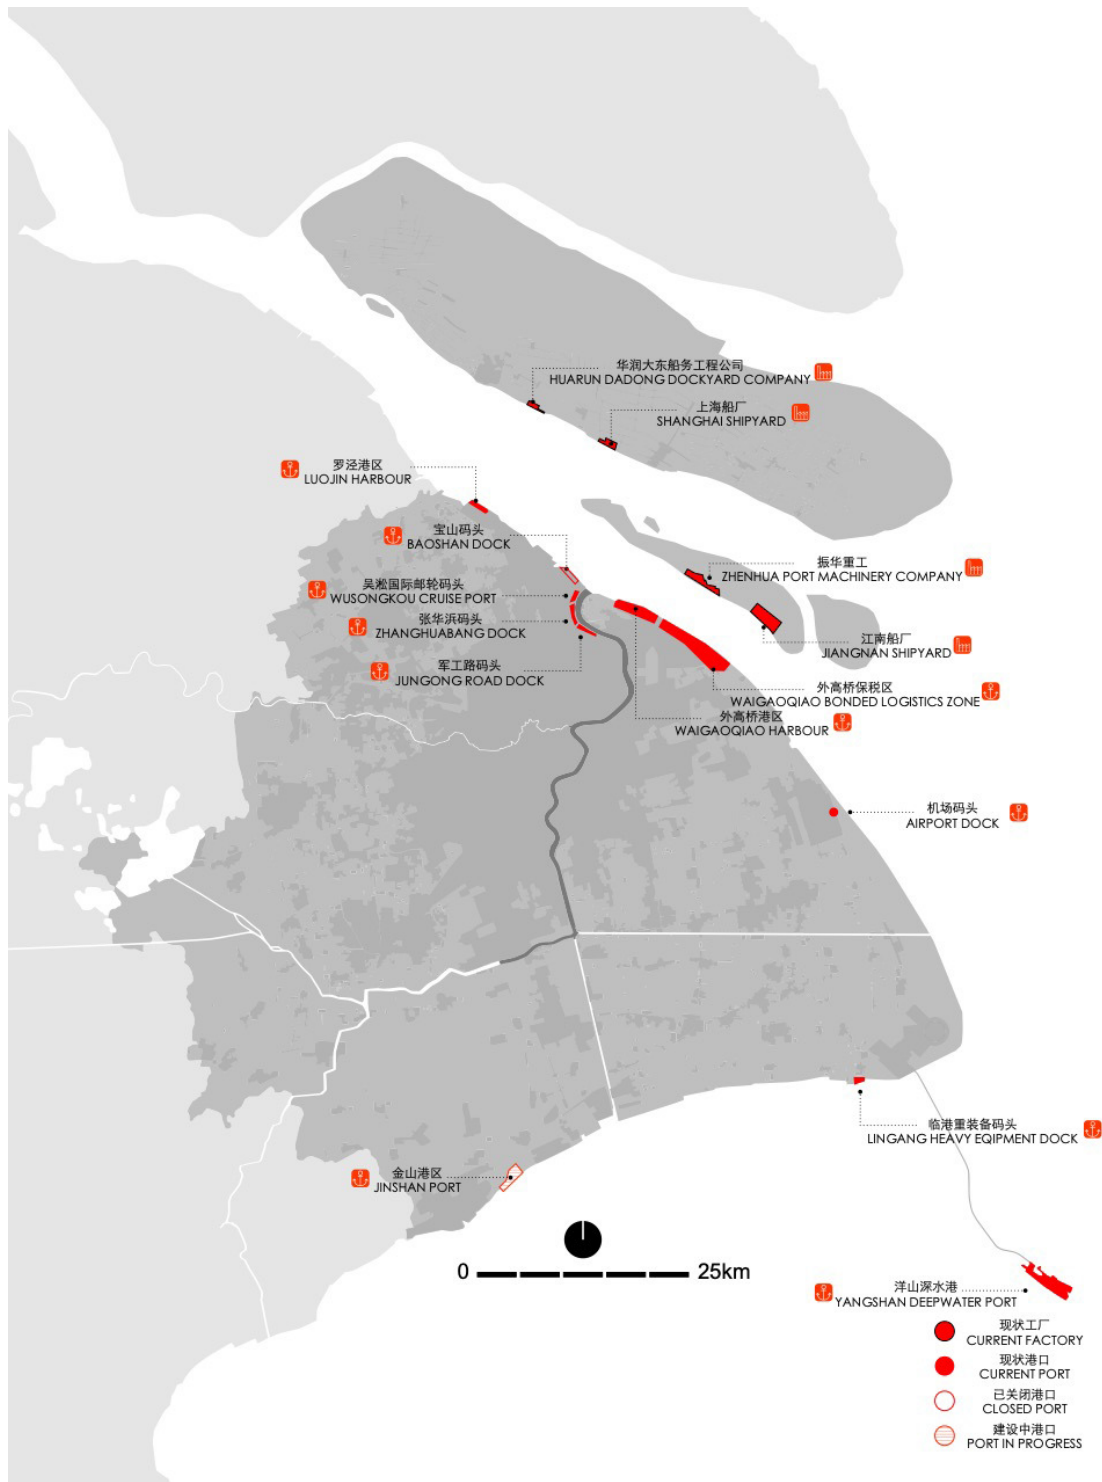 华润大东船务工程公司
HUARUN DADONG DOCKYARD COMPANY
上海船厂
SHANGHAI SHIPYARD
罗泾港区
LUOJIN HARBOUR
宝山码头
BAOSHAN DOCK
振华重工
ZHENHUA PORT MACHINERY COMPANY
吴淞国际邮轮码头
WUSONGKOU CRUISE PORT
张华浜码头
ZHANGHUABANG DOCK
江南船厂
JIANGNAN SHIPYARD
军工路码头
JUNGONG ROAD DOCK
外高桥保税区
WAIGAOQIAO BONDED LOGISTICS ZONE
外高桥港区
WAIGAOQIAO HARBOUR
机场码头
AIRPORT DOCK
临港重装备码头
LINGANG HEAVY EQIPMENT DOCK
金山港区
JINSHAN PORT
0 25km
洋山深水港
YANGSHAN DEEPWATER PORT
现状工厂
CURRENT FACTORY
现状港口
CURRENT PORT
已关闭港口
CLOSED PORT
建设中港口
PORT IN PROGRESS